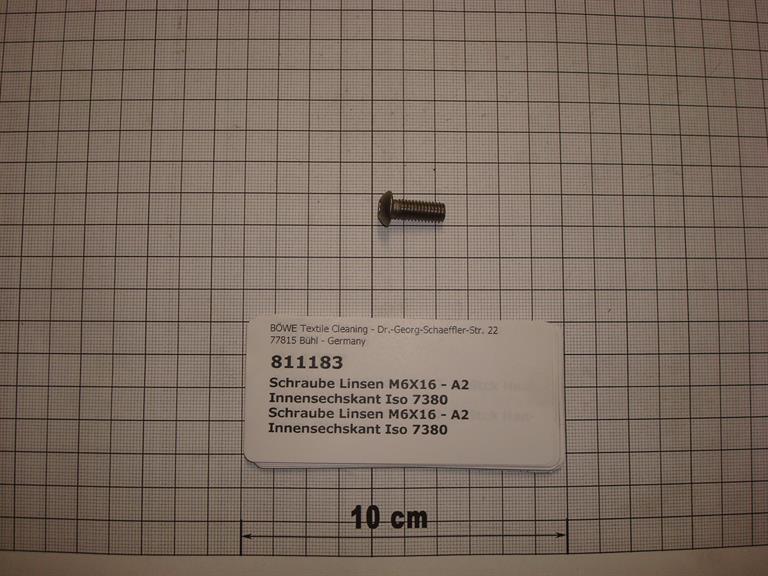 BÖWE Textile Cleaning - Dr.-Georg-Schaeffler-Str. 22
77815 Bühl - Germany
811183
Schraube Linsen M6X16 - A2
Innensechskant Iso 7380
Schraube Linsen M6X16 - A2
Innensechskant Iso 7380
10 cm